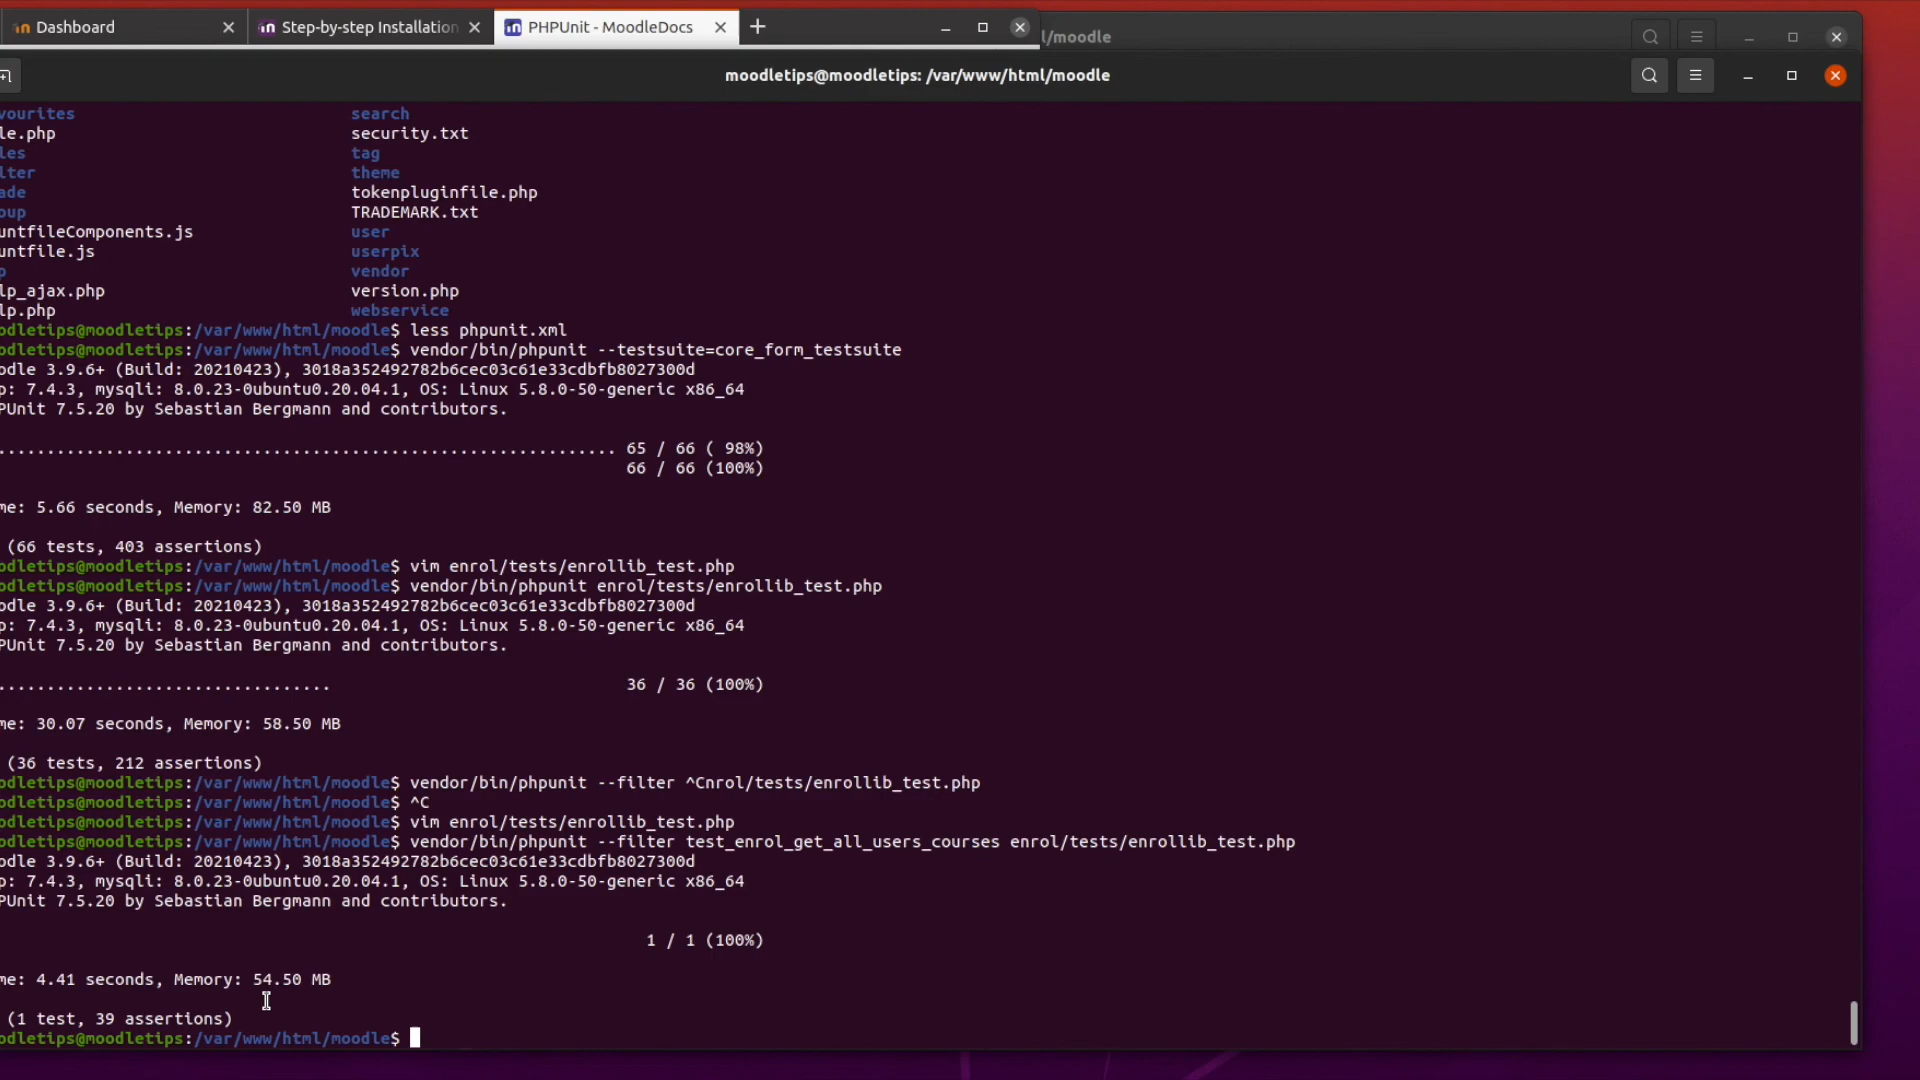 Dashboard
Step-by-step Installation
PHPUnit - MoodleDocs
l/moodle
moodletips@moodletips: /var/www/html/moodle
vourites search
le.php security.txt
les tag
lter theme
ade tokenpluginfile.php
oup TRADEMARK.txt
untfileComponents.js user
untfile.js userpix
p vendor
lp_ajax.php version.php
lp.php webservice
odletips@moodletips:/var/www/html/moodle$ less phpunit.xml
odletips@moodletips:/var/www/html/moodle$ vendor/bin/phpunit --testsuite=core_form_testsuite
odle 3.9.6+ (Build: 20210423), 3018a352492782b6cec03c61e33cdbfb8027300d
p: 7.4.3, mysqli: 8.0.23-0ubuntu0.20.04.1, OS: Linux 5.8.0-50-generic x86_64
PUnit 7.5.20 by Sebastian Bergmann and contributors.
............................................................... 65 / 66 ( 98%)
66 / 66 (100%)
me: 5.66 seconds, Memory: 82.50 MB
(66 tests, 403 assertions)
odletips@moodletips:/var/www/html/moodle$ vim enrol/tests/enrollib_test.php
odletips@moodletips:/var/www/html/moodle$ vendor/bin/phpunit enrol/tests/enrollib_test.php
odle 3.9.6+ (Build: 20210423), 3018a352492782b6cec03c61e33cdbfb8027300d
p: 7.4.3, mysqli: 8.0.23-0ubuntu0.20.04.1, OS: Linux 5.8.0-50-generic x86_64
PUnit 7.5.20 by Sebastian Bergmann and contributors.
.................................. 36 / 36 (100%)
me: 30.07 seconds, Memory: 58.50 MB
(36 tests, 212 assertions)
odletips@moodletips:/var/www/html/moodle$ vendor/bin/phpunit --filter ^Cnrol/tests/enrollib_test.php
odletips@moodletips:/var/www/html/moodle$ ^C
odletips@moodletips:/var/www/html/moodle$ vim enrol/tests/enrollib_test.php
odletips@moodletips:/var/www/html/moodle$ vendor/bin/phpunit --filter test_enrol_get_all_users_courses enrol/tests/enrollib_test.php
odle 3.9.6+ (Build: 20210423), 3018a352492782b6cec03c61e33cdbfb8027300d
p: 7.4.3, mysqli: 8.0.23-0ubuntu0.20.04.1, OS: Linux 5.8.0-50-generic x86_64
PUnit 7.5.20 by Sebastian Bergmann and contributors.
1 / 1 (100%)
me: 4.41 seconds, Memory: 54.50 MB
(1 test, 39 assertions)
odletips@moodletips:/var/www/html/moodle$